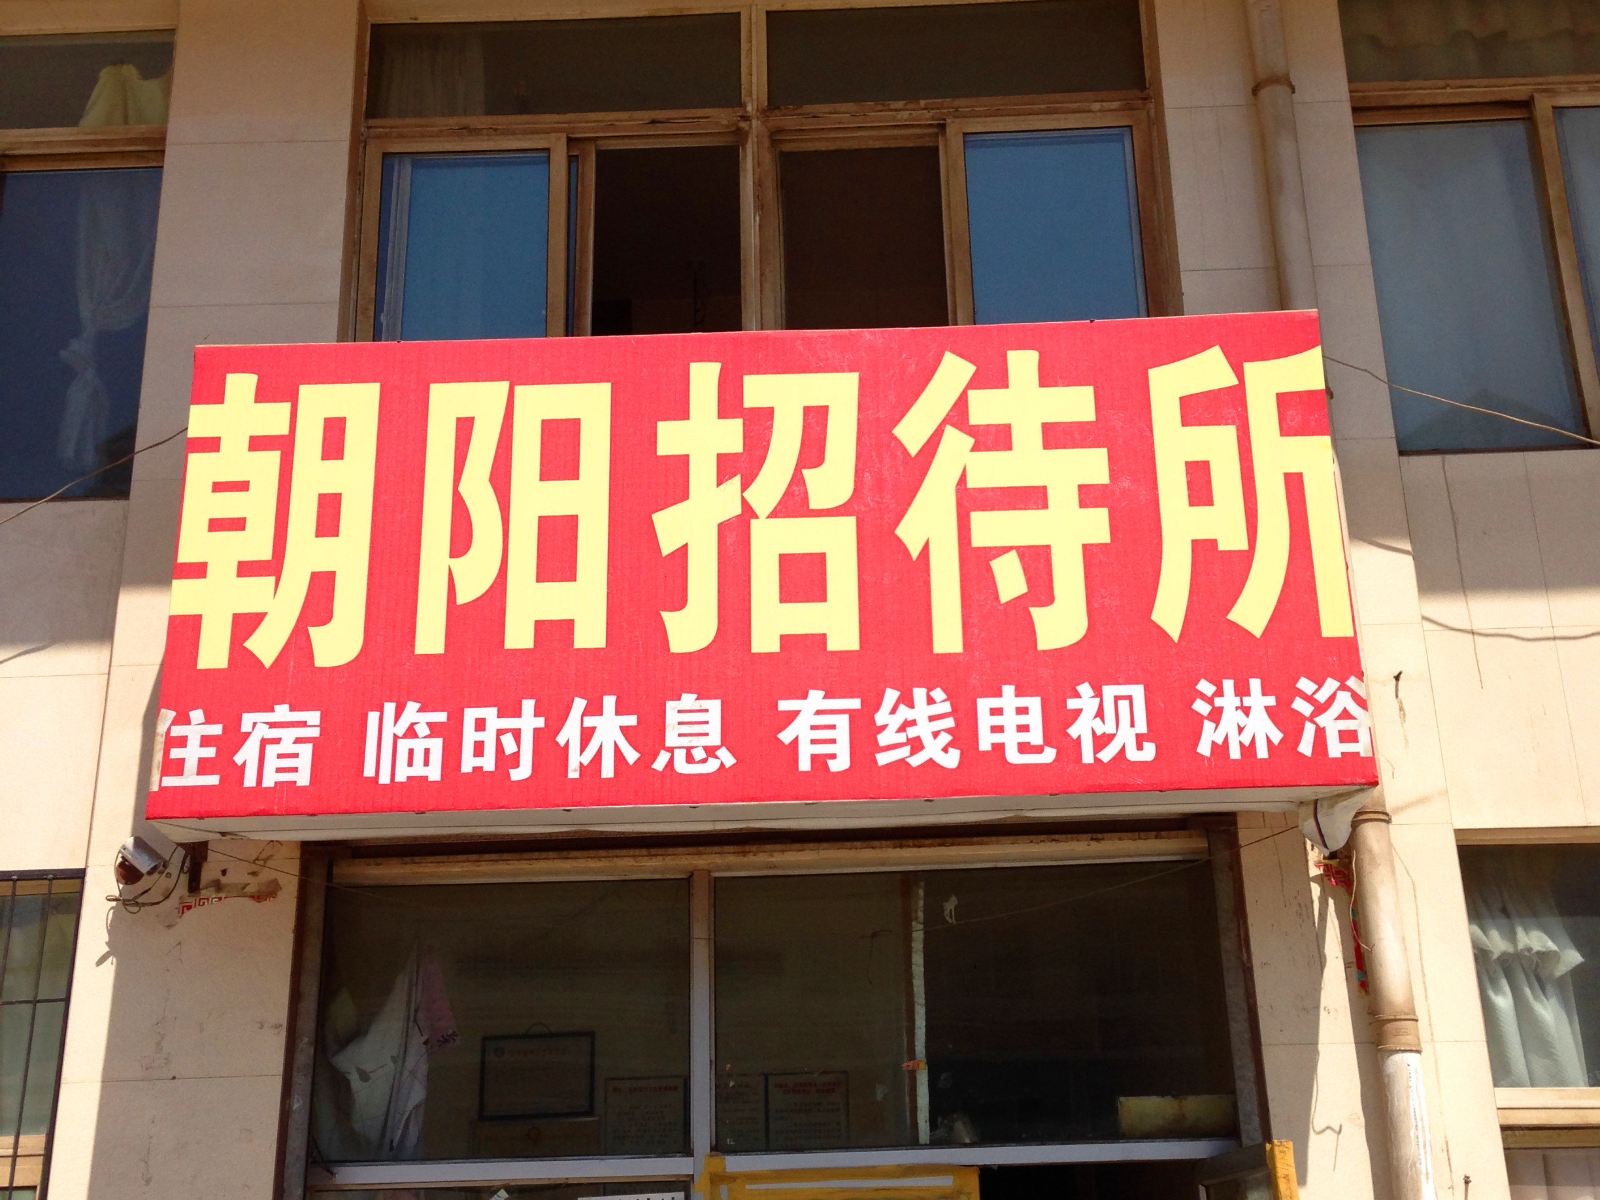 朝阳招待所
住宿 临时休息 有线电视 淋浴